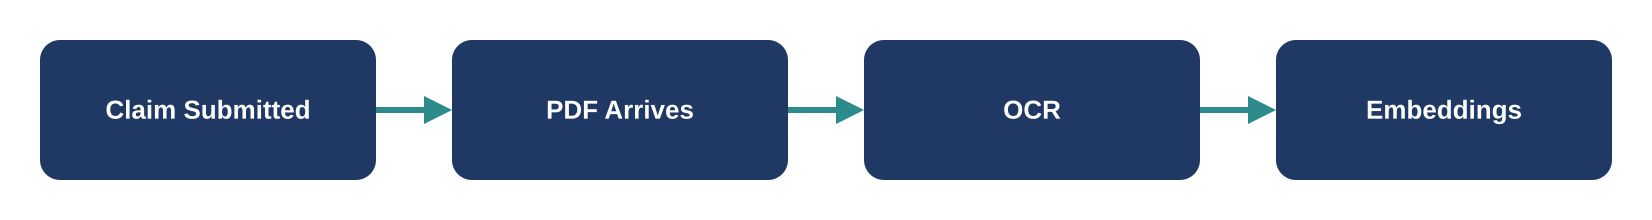 Claim Submitted
PDF Arrives
OCR
Embeddings